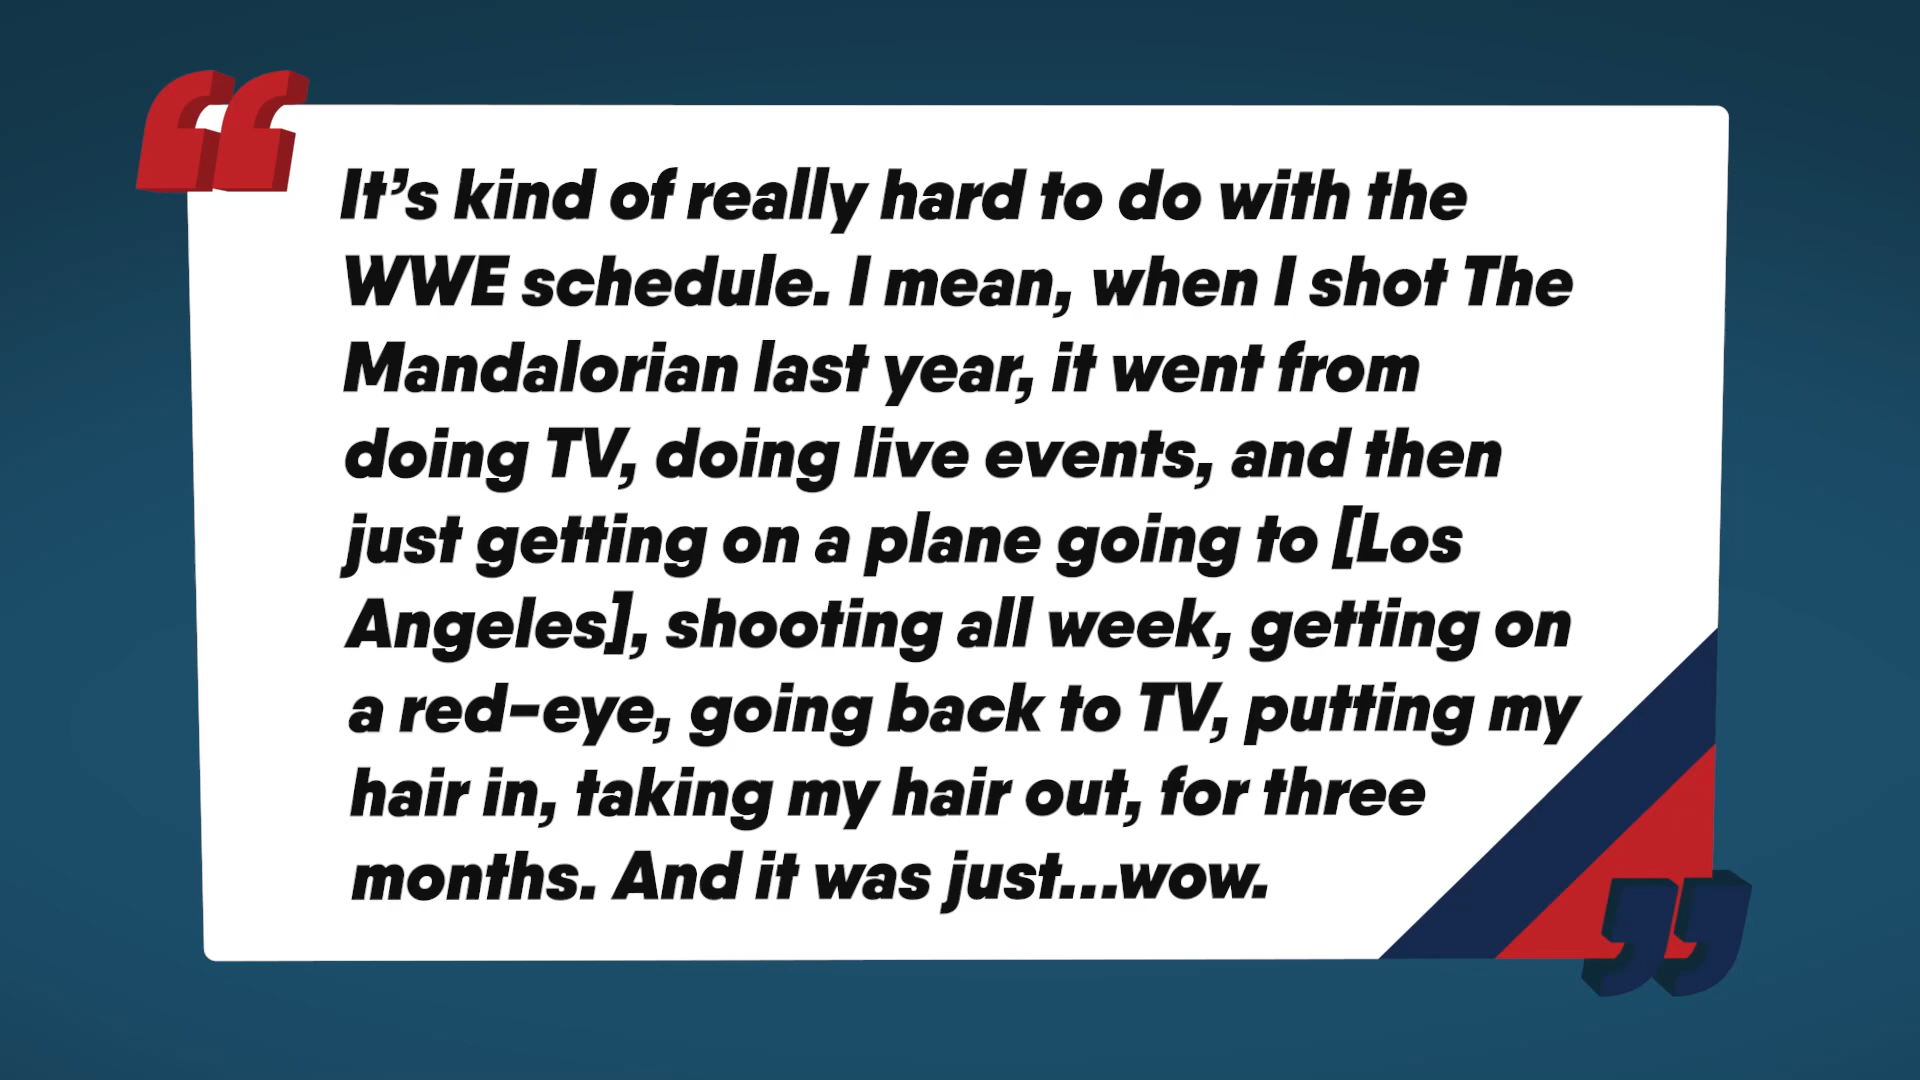 It's kind of really hard to do with the
WWE schedule. I mean, when I shot The
Mandalorian last year, it went from
doing TV, doing live events, and then
just getting on a plane going to [Los
Angeles], shooting all week, getting on
a red-eye, going back to TV, putting my
hair in, taking my hair out, for three
months. And it was just...wow.